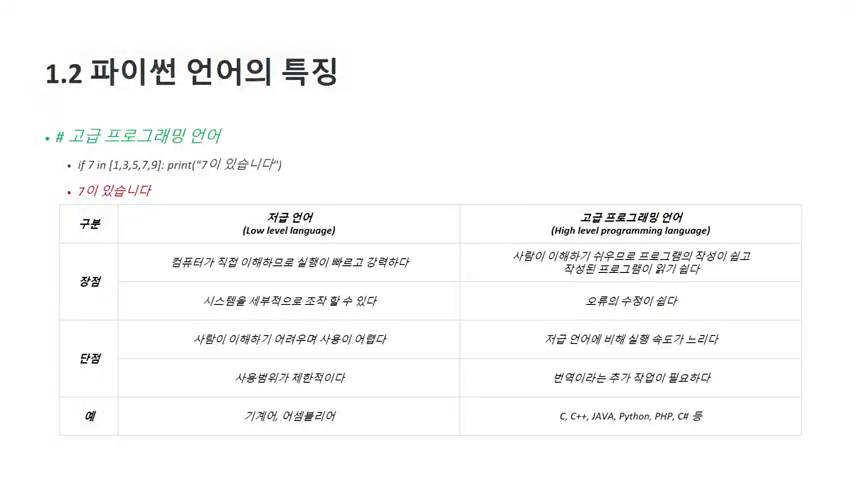 1.2 파이썬 언어의 특징
# 고급 프로그래밍 언어
if 7 in [1,3,5,7,9]: print("7이 있습니다")
7이 있습니다
구분
저급 언어
(Low level language)
고급 프로그래밍 언어
(High level programming language)
장점
컴퓨터가 직접 이해하므로 실행이 빠르고 강력하다
사람이 이해하기 쉬우므로 프로그램의 작성이 쉽고
작성된 프로그램이 읽기 쉽다
시스템을 세부적으로 조작 할 수 있다
오류의 수정이 쉽다
단점
사람이 이해하기 어려우며 사용이 어렵다
저급 언어에 비해 실행 속도가 느리다
사용범위가 제한적이다
번역이라는 추가 작업이 필요하다
예
기계어, 어셈블리어
C, C++, JAVA, Python, PHP, C# 등